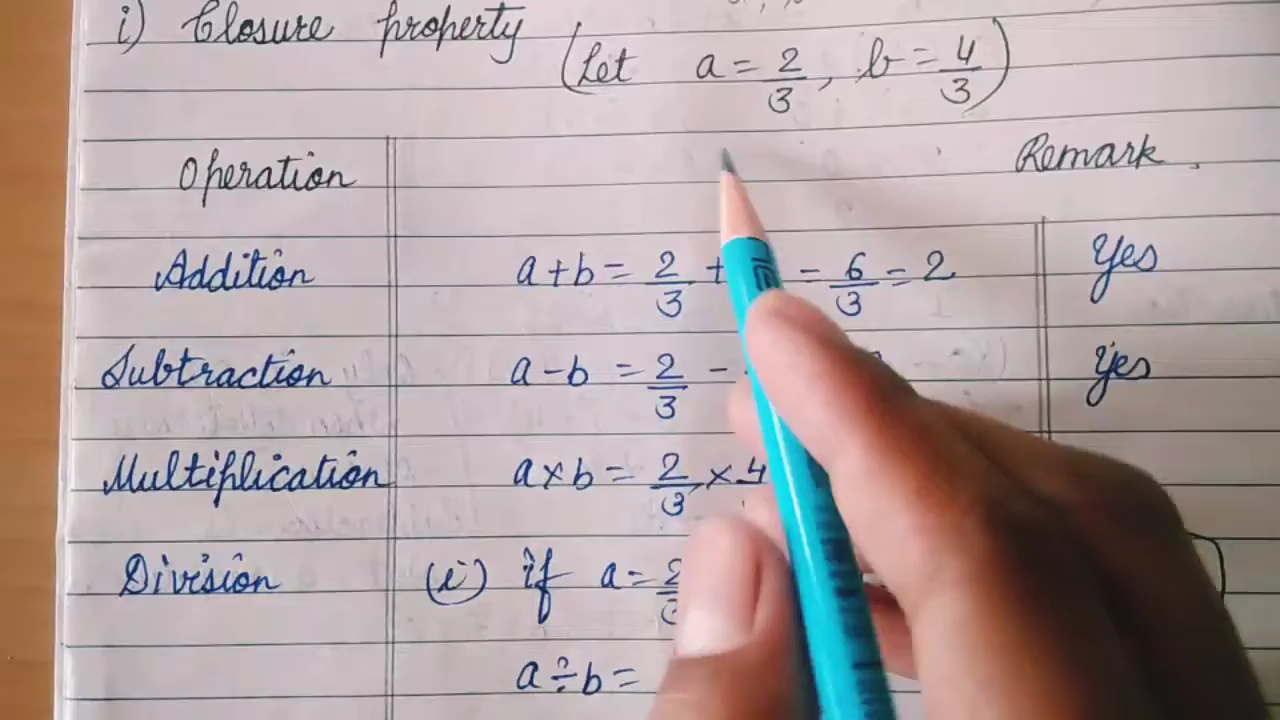 i) Closure property
(Let a = 2/3, b = 4/3)
Operation Remark.
Addition a + b = 2/3 + = 6/3 = 2 Yes
Subtraction a - b = 2/3 - Yes
Multiplication a × b = 2/3 × 4
Division (i) if a = 2
a ÷ b =